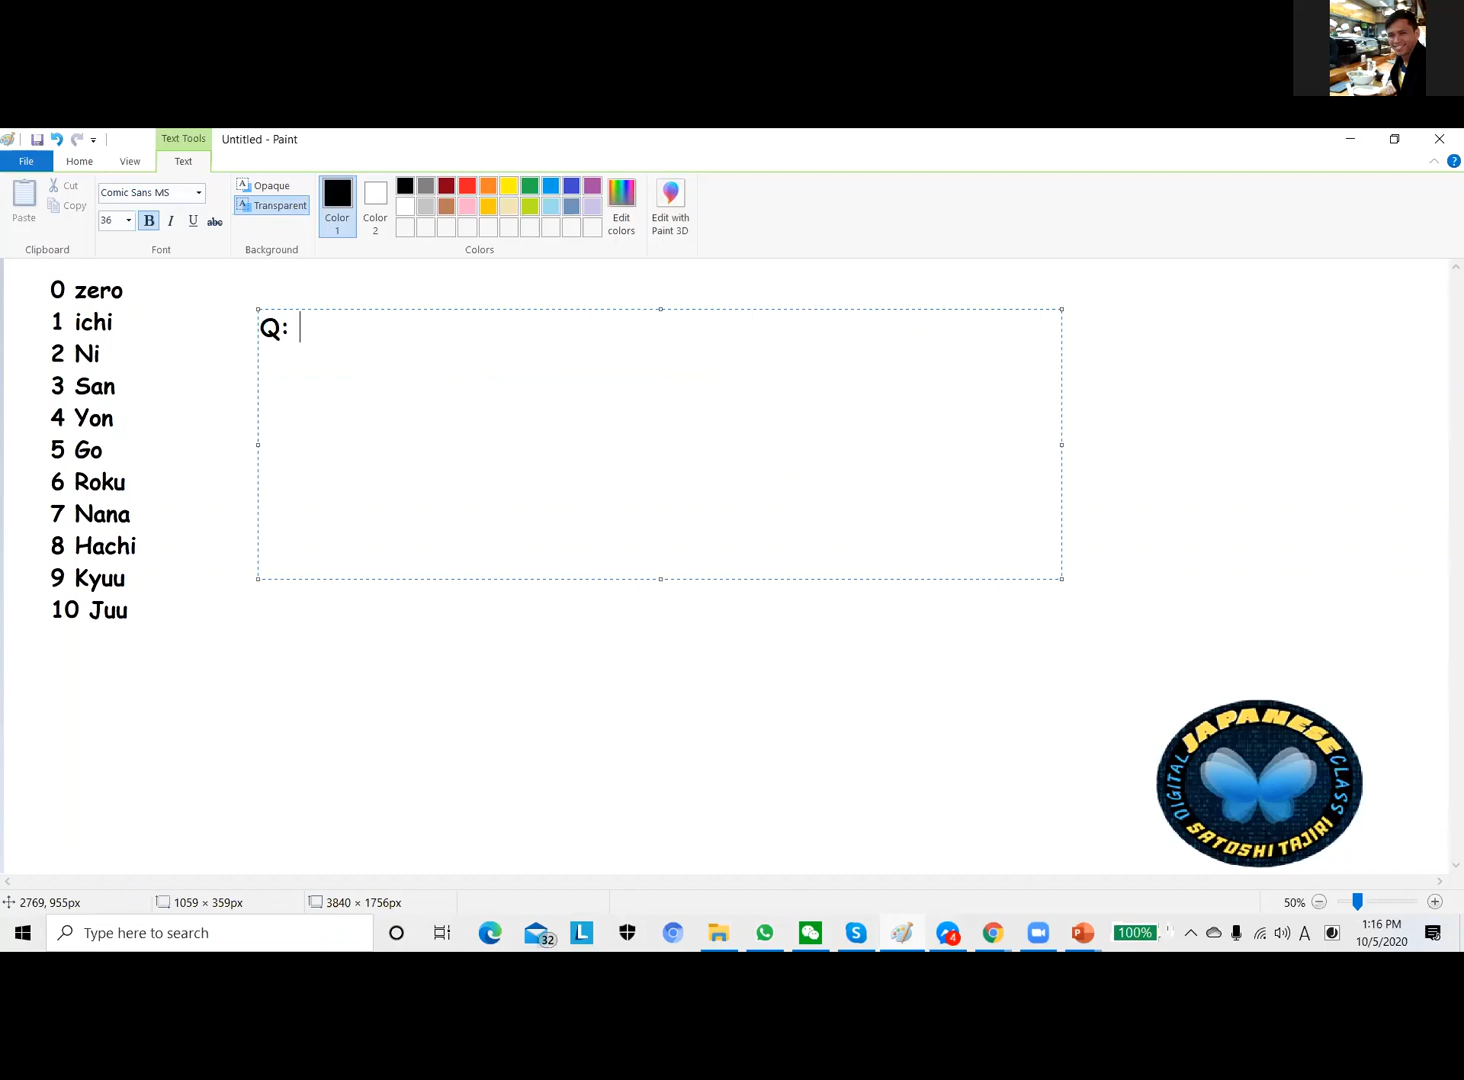 Text Tools
Untitled - Paint
File
Home
View
Text
Paste
Cut
Copy
Clipboard
Comic Sans MS
36
B I U abc
Font
Opaque
Transparent
Background
Color 1
Color 2
Edit colors
Colors
Edit with Paint 3D
0 zero
1 ichi
2 Ni
3 San
4 Yon
5 Go
6 Roku
7 Nana
8 Hachi
9 Kyuu
10 Juu
Q:
DIGITAL JAPANESE CLASS
SATOSHI TAJIRI
2769, 955px
1059 × 359px
3840 × 1756px
50%
Type here to search
32
4
100%
A
1:16 PM
10/5/2020